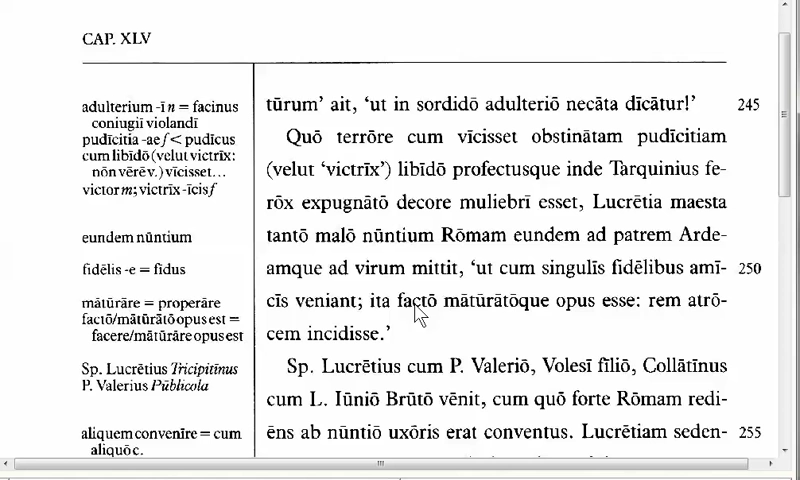 CAP. XLV
adulterium -ī n = facinus
coniugii violandī
pudīcitia -ae f < pudīcus
cum libīdō (velut victrīx:
nōn vērē v.) vīcisset…
victor m; victrīx -īcis f
eundem nūntium
fidēlis -e = fīdus
mātūrāre = properāre
factō/mātūrātō opus est =
facere/mātūrāre opus est
Sp. Lucrētius Tricipitīnus
P. Valerius Pūblicola
aliquem convenīre = cum
aliquō c.
tūrum’ ait, ‘ut in sordidō adulteriō necāta dīcātur!’ 245
Quō terrōre cum vīcisset obstinātam pudīcitiam
(velut ‘victrīx’) libīdō profectusque inde Tarquinius fe-
rōx expugnātō decore muliebrī esset, Lucrētia maesta
tantō malō nūntium Rōmam eundem ad patrem Arde-
amque ad virum mittit, ‘ut cum singulīs fidēlibus amī- 250
cīs veniant; ita factō mātūrātōque opus esse: rem atrō-
cem incidisse.’
Sp. Lucrētius cum P. Valeriō, Volesī fīliō, Collātīnus
cum L. Iūniō Brūtō vēnit, cum quō forte Rōmam redi-
ēns ab nūntiō uxōris erat conventus. Lucrētiam seden- 255